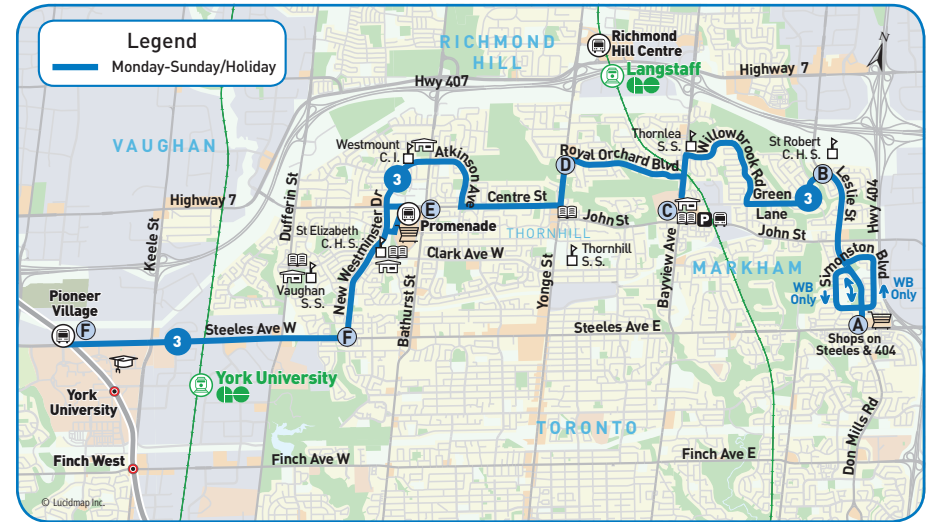 Legend
Monday-Sunday/Holiday
RICHMOND
HILL
Richmond
Hill Centre
Langstaff
GO
N
Highway 7
Hwy 407
VAUGHAN
Westmount
C. I.
Atkinson
Ave
Thornlea
S. S.
Willowbrook Rd.
St Robert
C. H. S.
Royal Orchard Blvd
D
B
3
Leslie St
Hwy 404
Dufferin St
Highway 7
Keele St
New Westminster Dr
Centre St
Green
Lane
3
E
Promenade
C
P
John St
John St
THORNHILL
St Elizabeth
C. H. S.
Clark Ave W
Thornhill
S. S.
Yonge St
Bayview Ave
MARKHAM
Simonston
Blvd
WB
Only
WB
Only
Vaughan
S. S.
Bathurst St
Pioneer
Village
F
3
Steeles Ave W
F
Steeles Ave E
A
Shops on
Steeles & 404
York University
GO
York
University
TORONTO
Don Mills Rd
Finch West
Finch Ave W
Finch Ave E
© Lucidmap Inc.